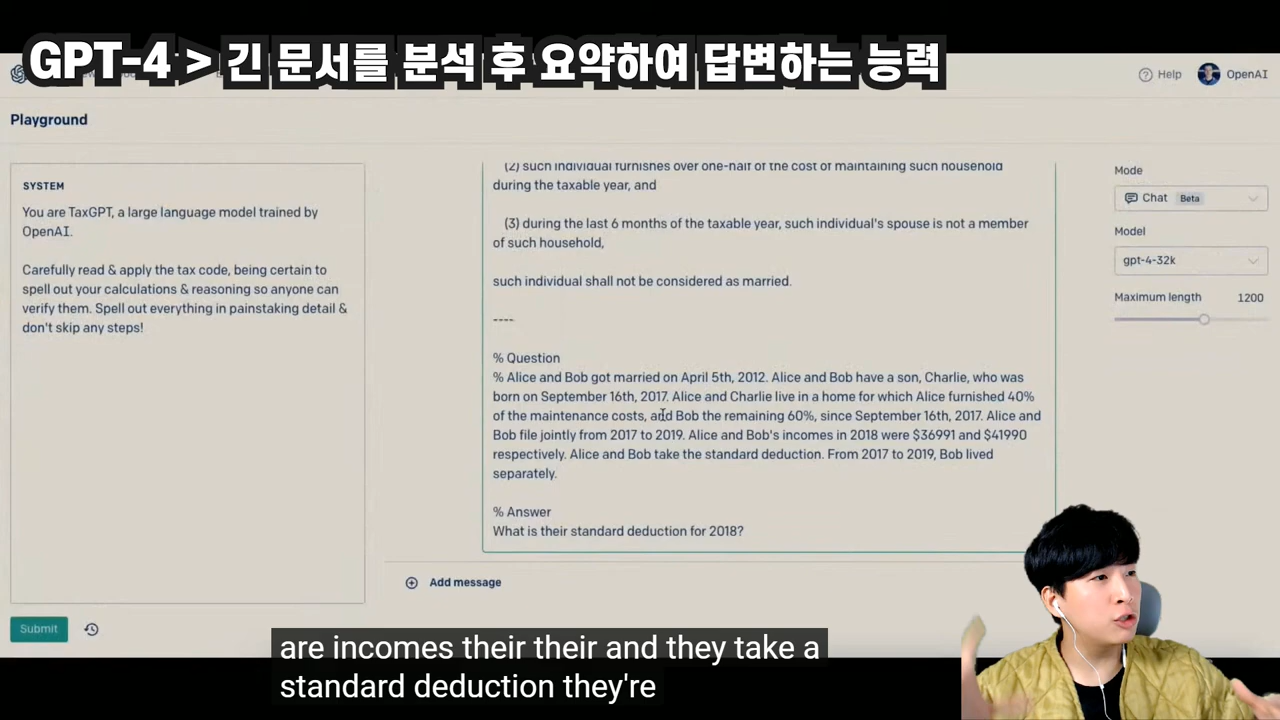 GPT-4 > 긴 문서를 분석 후 요약하여 답변하는 능력
Help
OpenAI
Playground
SYSTEM
You are TaxGPT, a large language model trained by
OpenAI.
Carefully read & apply the tax code, being certain to
spell out your calculations & reasoning so anyone can
verify them. Spell out everything in painstaking detail &
don't skip any steps!
Submit
(2) such individual furnishes over one-half of the cost of maintaining such household
during the taxable year, and
(3) during the last 6 months of the taxable year, such individual's spouse is not a member
of such household,
such individual shall not be considered as married.
----
% Question
% Alice and Bob got married on April 5th, 2012. Alice and Bob have a son, Charlie, who was
born on September 16th, 2017. Alice and Charlie live in a home for which Alice furnished 40%
of the maintenance costs, and Bob the remaining 60%, since September 16th, 2017. Alice and
Bob file jointly from 2017 to 2019. Alice and Bob's incomes in 2018 were $36991 and $41990
respectively. Alice and Bob take the standard deduction. From 2017 to 2019, Bob lived
separately.
% Answer
What is their standard deduction for 2018?
Add message
Mode
Chat Beta
Model
gpt-4-32k
Maximum length 1200
are incomes their their and they take a
standard deduction they're